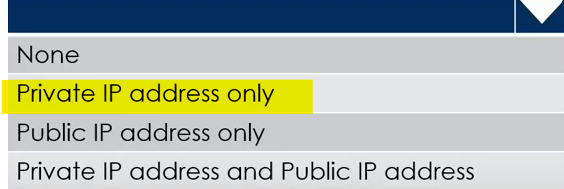 None
Private IP address only
Public IP address only
Private IP address and Public IP address